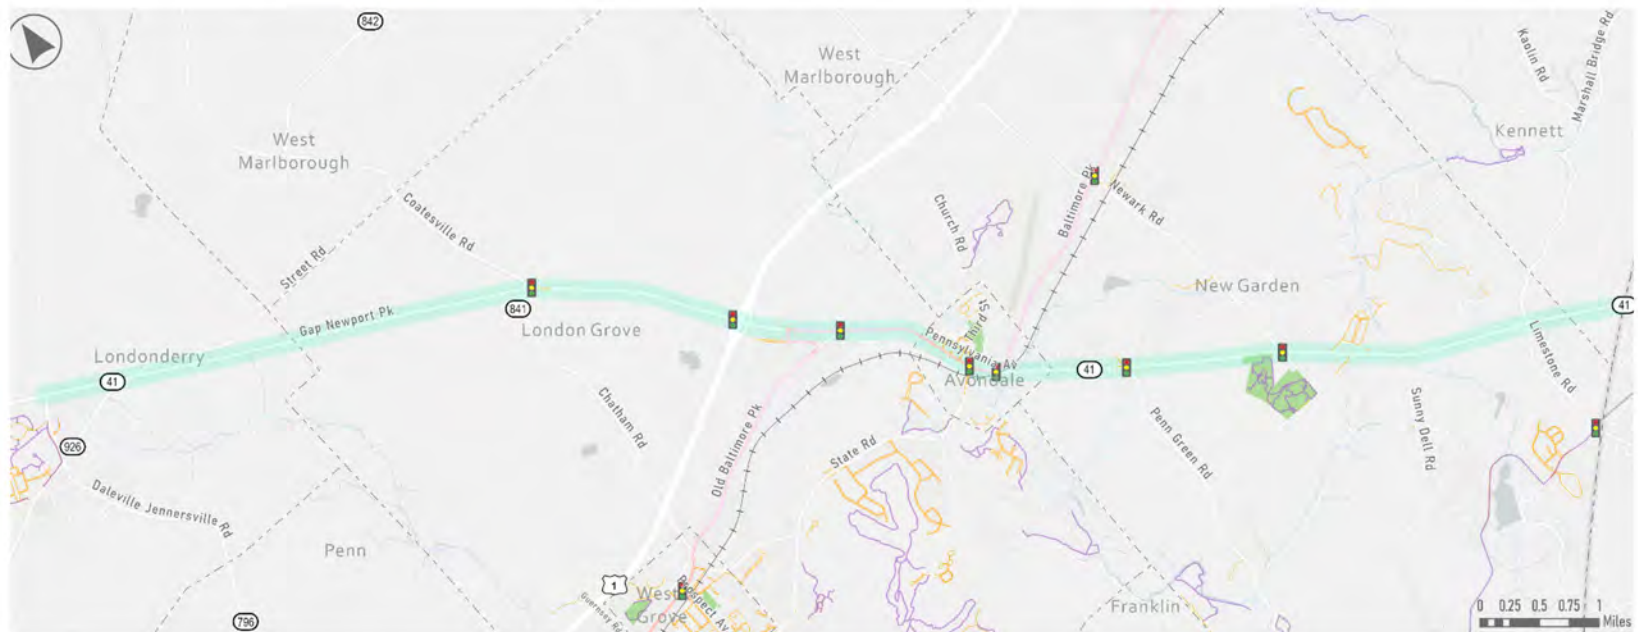 842
West
Marlborough
Kaolin Rd
Marshall Bridge Rd
Kennett
West
Marlborough
Baltimore Pk
Newark Rd
Coatesville Rd
Church Rd
Street Rd
New Garden
841
Third St
41
Gap Newport Pk
London Grove
Pennsylvania Av
Limestone Rd
Londonderry
41
41
Avondale
Chatham Rd
Sunny Dell Rd
Penn Green Rd
Old Baltimore Pk
State Rd
926
Daleville Jennersville Rd
Penn
1
West
Grove
Prospect Av
Guernsey Rd
Franklin
796
0 0.25 0.5 0.75 1
Miles